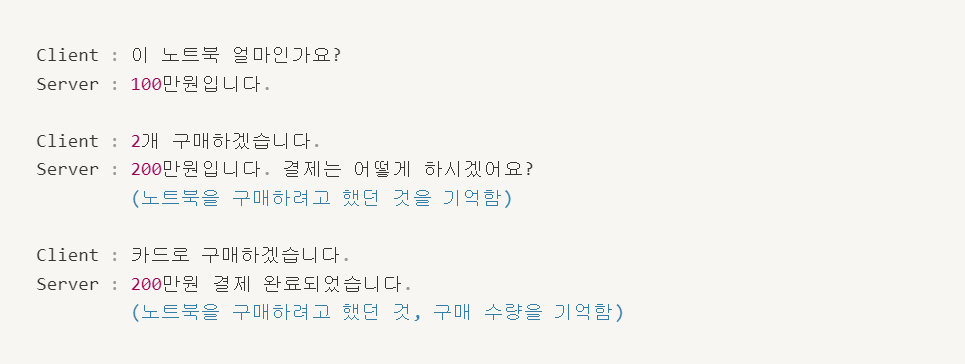 Client : 이 노트북 얼마인가요?
Server : 100만원입니다.
Client : 2개 구매하겠습니다.
Server : 200만원입니다. 결제는 어떻게 하시겠어요?
(노트북을 구매하려고 했던 것을 기억함)
Client : 카드로 구매하겠습니다.
Server : 200만원 결제 완료되었습니다.
(노트북을 구매하려고 했던 것, 구매 수량을 기억함)